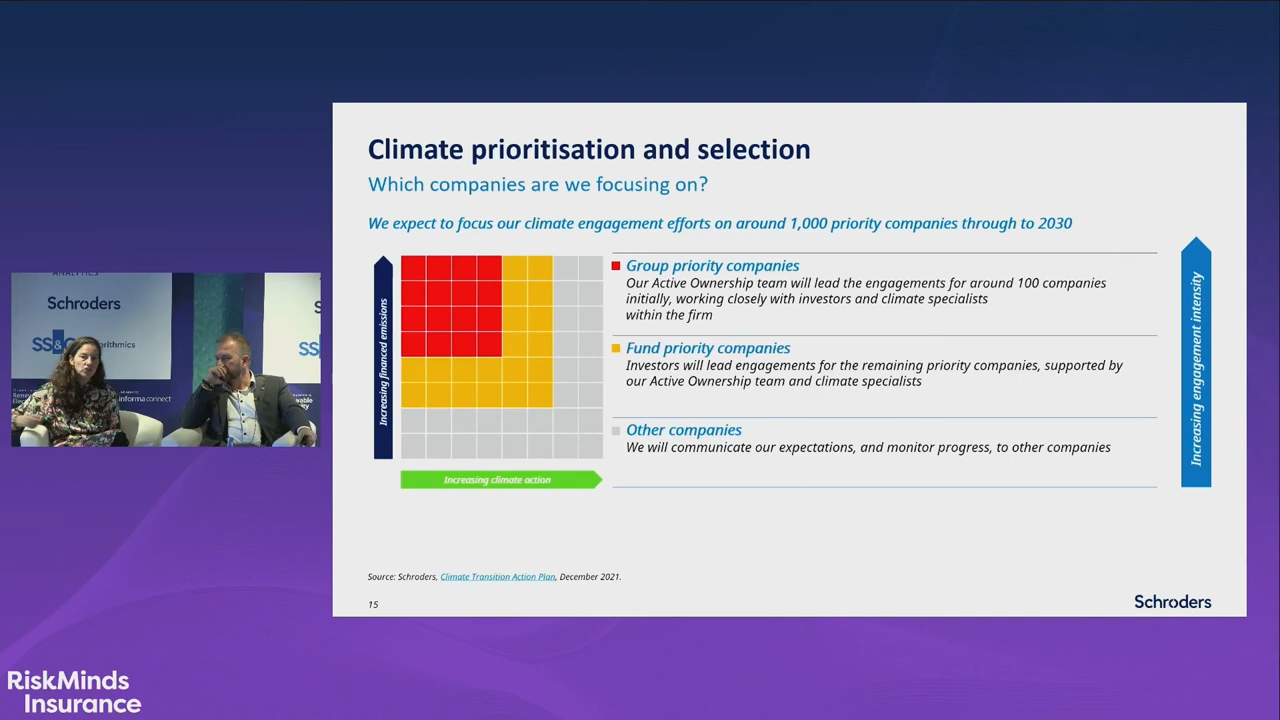 Climate prioritisation and selection
Which companies are we focusing on?
We expect to focus our climate engagement efforts on around 1,000 priority companies through to 2030
Increasing financed emissions
Increasing climate action
Group priority companies
Our Active Ownership team will lead the engagements for around 100 companies
initially, working closely with investors and climate specialists
within the firm
Fund priority companies
Investors will lead engagements for the remaining priority companies, supported by
our Active Ownership team and climate specialists
Other companies
We will communicate our expectations, and monitor progress, to other companies
Increasing engagement intensity
Source: Schroders, Climate Transition Action Plan, December 2021.
15
Schroders
ANALYTICS
Schroders
informa connect
RiskMinds
Insurance